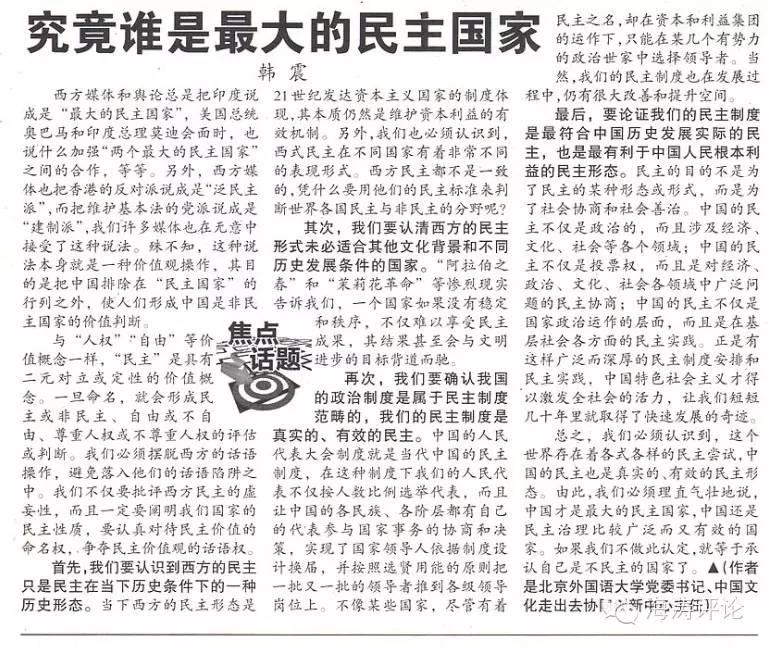 究竟谁是最大的民主国家
韩 震
西方媒体和舆论总是把印度说
成是“最大的民主国家”，美国总统
奥巴马和印度总理莫迪会面时，也
说什么加强“两个最大的民主国家”
之间的合作，等等。另外，西方媒
体也把香港的反对派说成是“泛民主
派”，而把维护基本法的党派说成是
“建制派”，我们许多媒体也在无意中
接受了这种说法。殊不知，这种说
法本身就是一种价值观操作，其目
的是把中国排除在“民主国家”的
行列之外，使人们形成中国是非民
主国家的价值判断。
与“人权”“自由”等价
值概念一样，“民主”是具有
二元对立或定性的价值概
念。一旦命名，就会形成民
主或非民主、自由或不自
由、尊重人权或不尊重人权的评估
或判断。我们必须摆脱西方的话语
操作，避免落入他们的话语陷阱之
中。我们不仅要批评西方民主的虚
妄性，而且一定要阐明我们国家的
民主性质，要认真对待民主价值的
命名权，争夺民主价值观的话语权。
首先，我们要认识到西方的民主
只是民主在当下历史条件下的一种
历史形态。当下西方的民主形态是
焦点
话题
21世纪发达资本主义国家的制度体
现，其本质仍然是维护资本利益的有
效机制。另外，我们也必须认识到，
西式民主在不同国家有着非常不同
的表现形式。西方民主都不是一致
的，凭什么要用他们的民主标准来判
断世界各国民主与非民主的分野呢？
其次，我们要认清西方的民主
形式未必适合其他文化背景和不同
历史发展条件的国家。“阿拉伯之
春”和“茉莉花革命”等惨烈现实
告诉我们，一个国家如果没有稳定
和秩序，不仅难以享受民主
成果，其结果甚至会与文明
进步的目标背道而驰。
再次，我们要确认我国
的政治制度是属于民主制度
范畴的，我们的民主制度是
真实的、有效的民主。中国的人民
代表大会制度就是当代中国的民主
制度，在这种制度下我们的人民代
表不仅按人数比例选举代表，而且
让中国的各民族、各阶层都有自己
的代表参与国家事务的协商和决
策，实现了国家领导人依据制度设
计换届，并按照选贤用能的原则把
一批又一批的领导者推到各级领导
岗位上。不像某些国家，尽管有着
民主之名，却在资本和利益集团
的运作下，只能在某几个有势力
的政治世家中选择领导者。当
然，我们的民主制度也在发展过
程中，仍有很大改善和提升空间。
最后，要论证我们的民主制度
是最符合中国历史发展实际的民
主，也是最有利于中国人民根本利
益的民主形态。民主的目的不是为
了民主的某种形态或形式，而是为
了社会协商和社会善治。中国的民
主不仅是政治的，而且涉及经济、
文化、社会等各个领域；中国的民
主不仅是投票权，而且是对经济、
政治、文化、社会各领域中广泛问
题的民主协商；中国的民主不仅是
国家政治运作的层面，而且是在基
层社会各方面的民主实践。正是有
这样广泛而深厚的民主制度安排和
民主实践，中国特色社会主义才得
以激发全社会的活力，让我们短短
几十年里就取得了快速发展的奇迹。
总之，我们必须认识到，这个
世界存在着各式各样的民主尝试，中
国的民主也是真实的、有效的民主形
态。由此，我们必须理直气壮地说，
中国才是最大的民主国家，中国还是
民主治理比较广泛而又有效的国
家。如果我们不做此认定，就等于承
认自己是不民主的国家了。▲（作者
是北京外国语大学党委书记、中国文
化走出去协同创新中心主任）
海涛评论